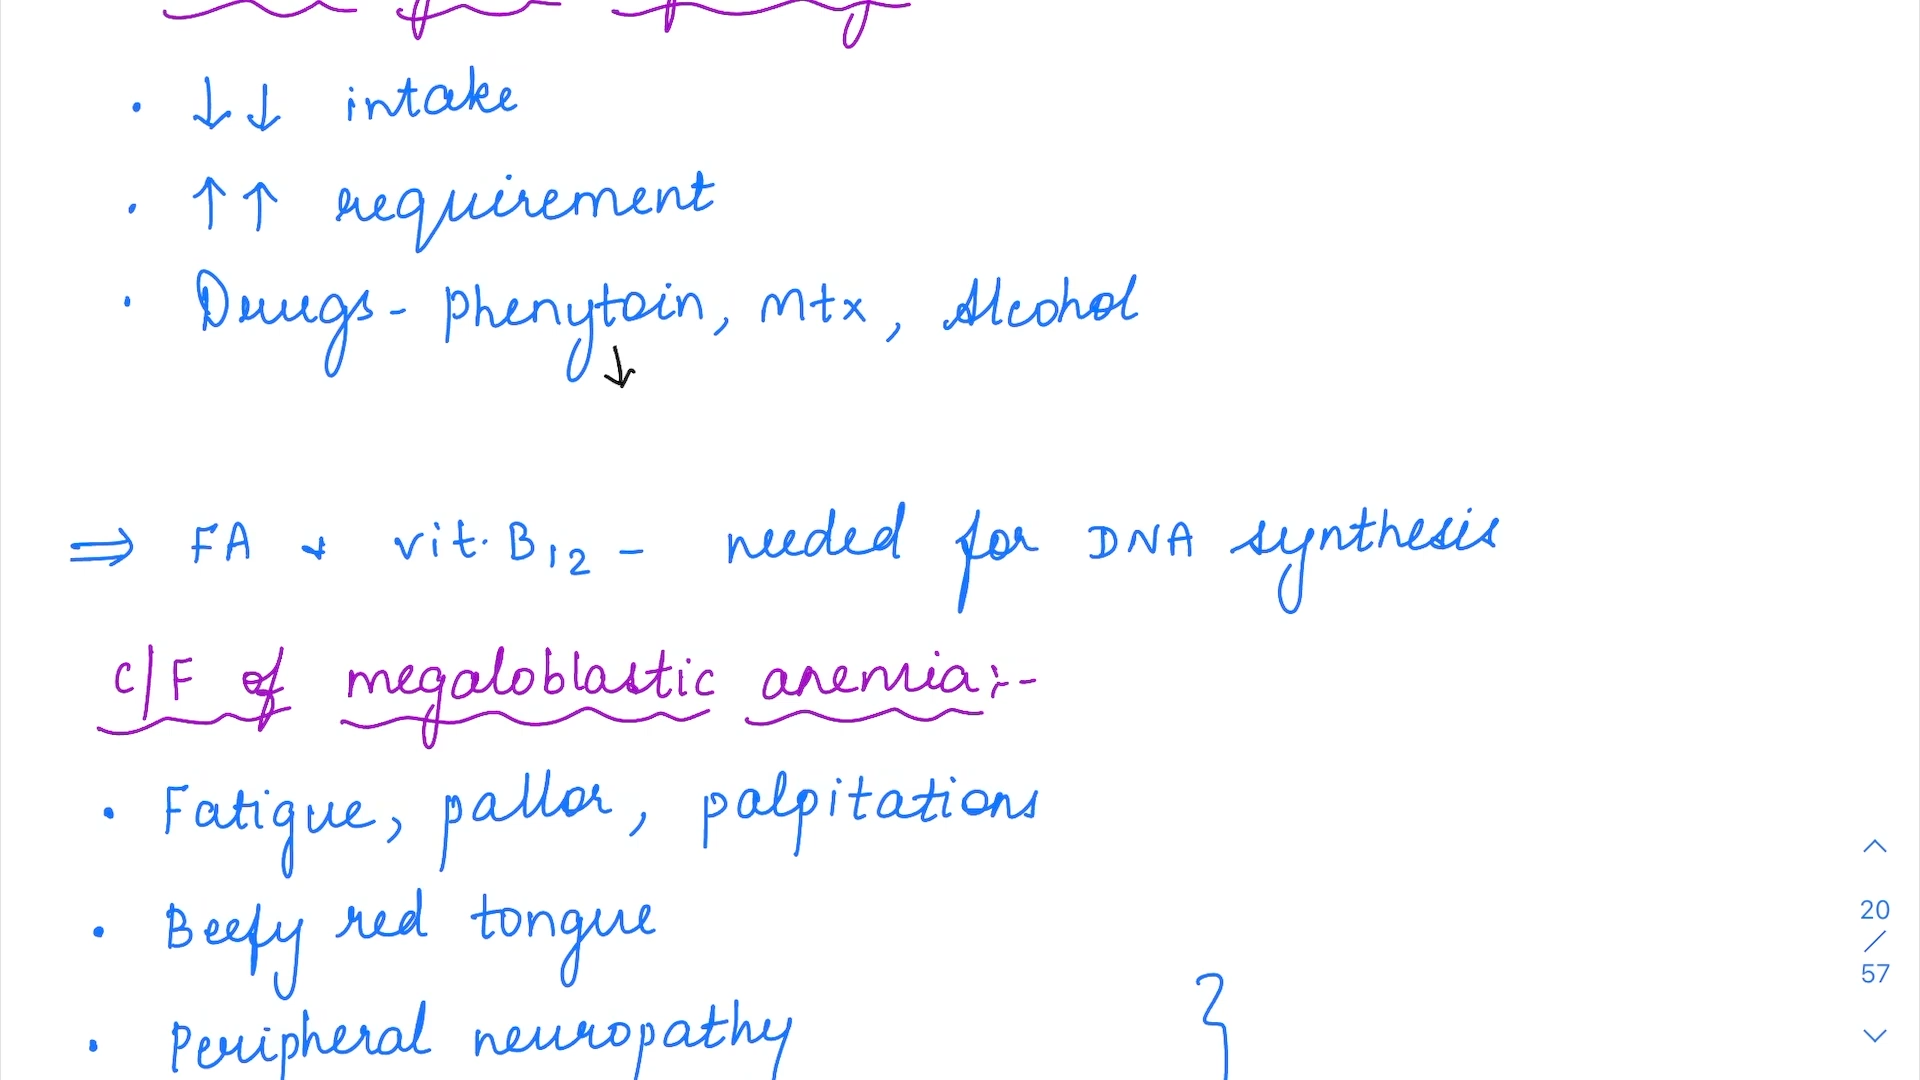 • ↓↓ intake
• ↑↑ requirement
• Drugs - phenytoin, mtx, Alcohol
↓
⇒ FA & vit. B12 - needed for DNA synthesis
C/F of megaloblastic anemia:-
• Fatigue, pallor, palpitations
• Beefy red tongue
• Peripheral neuropathy }
20
/
57